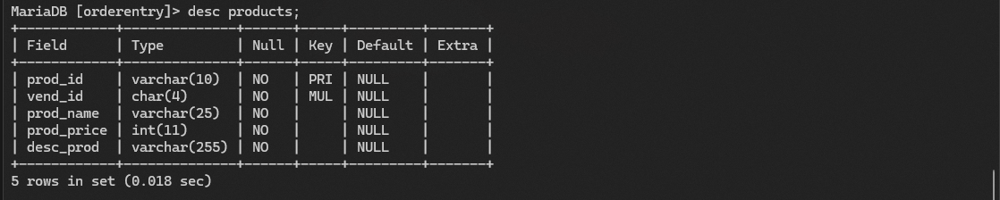 MariaDB [orderentry]> desc products;
+------------+--------------+------+-----+---------+-------+
| Field      | Type         | Null | Key | Default | Extra |
+------------+--------------+------+-----+---------+-------+
| prod_id    | varchar(10)  | NO   | PRI | NULL    |       |
| vend_id    | char(4)      | NO   | MUL | NULL    |       |
| prod_name  | varchar(25)  | NO   |     | NULL    |       |
| prod_price | int(11)      | NO   |     | NULL    |       |
| desc_prod  | varchar(255) | NO   |     | NULL    |       |
+------------+--------------+------+-----+---------+-------+
5 rows in set (0.018 sec)